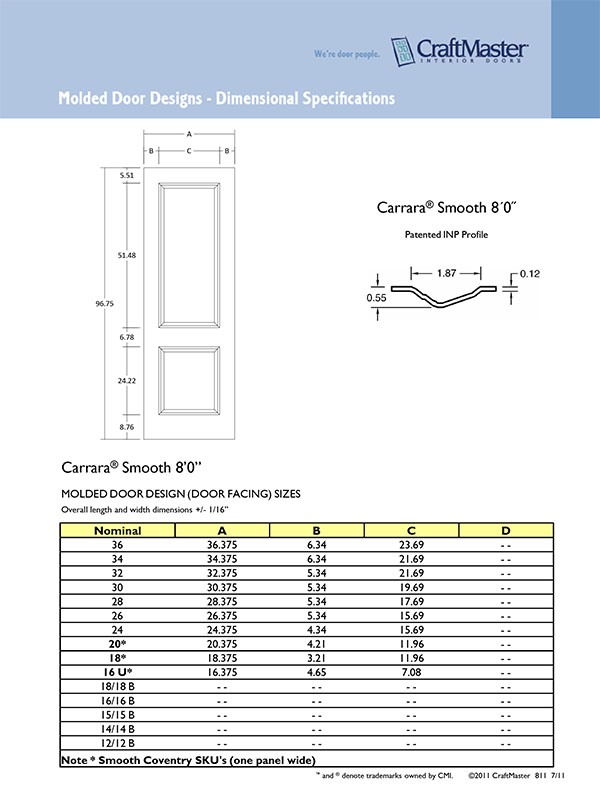 We're door people.
CraftMaster
INTERIOR DOORS
Molded Door Designs - Dimensional Specifications
A
B C B
5.51
51.48
96.75
6.78
24.22
8.76
Carrara® Smooth 8´0˝
Patented INP Profile
1.87
0.12
0.55
Carrara® Smooth 8'0”
MOLDED DOOR DESIGN (DOOR FACING) SIZES
Overall length and width dimensions +/- 1/16”
Nominal A B C D
36 36.375 6.34 23.69 - -
34 34.375 6.34 21.69 - -
32 32.375 5.34 21.69 - -
30 30.375 5.34 19.69 - -
28 28.375 5.34 17.69 - -
26 26.375 5.34 15.69 - -
24 24.375 4.34 15.69 - -
20* 20.375 4.21 11.96 - -
18* 18.375 3.21 11.96 - -
16 U* 16.375 4.65 7.08 - -
18/18 B - - - - - - - -
16/16 B - - - - - - - -
15/15 B - - - - - - - -
14/14 B - - - - - - - -
12/12 B - - - - - - - -
Note * Smooth Coventry SKU's (one panel wide)
™ and ® denote trademarks owned by CMI. ©2011 CraftMaster 811 7/11